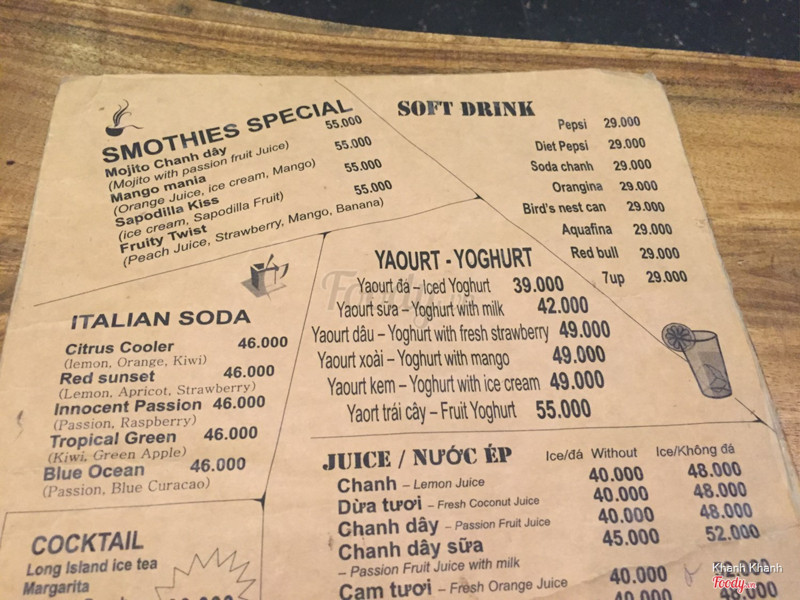 SMOTHIES SPECIAL
Mojito Chanh dây 55.000
(Mojito with passion fruit Juice)
Mango mania 55.000
(Orange Juice, ice cream, Mango)
Sapodilla Kiss 55.000
(ice cream, Sapodilla Fruit)
Fruity Twist 55.000
(Peach Juice, Strawberry, Mango, Banana)
SOFT DRINK
Pepsi 29.000
Diet Pepsi 29.000
Soda chanh 29.000
Orangina 29.000
Bird's nest can 29.000
Aquafina 29.000
Red bull 29.000
7up 29.000
ITALIAN SODA
Citrus Cooler 46.000
(lemon, Orange, Kiwi)
Red sunset 46.000
(Lemon, Apricot, Strawberry)
Innocent Passion 46.000
(Passion, Raspberry)
Tropical Green 46.000
(Kiwi, Green Apple)
Blue Ocean 46.000
(Passion, Blue Curacao)
YAOURT - YOGHURT
Yaourt đá – Iced Yoghurt 39.000
Yaourt sữa – Yoghurt with milk 42.000
Yaourt dâu – Yoghurt with fresh strawberry 49.000
Yaourt xoài – Yoghurt with mango 49.000
Yaourt kem – Yoghurt with ice cream 49.000
Yaort trái cây – Fruit Yoghurt 55.000
JUICE / NƯỚC ÉP Ice/đá Without Ice/Không đá
Chanh – Lemon Juice 40.000 48.000
Dừa tươi – Fresh Coconut Juice 40.000 48.000
Chanh dây – Passion Fruit Juice 40.000 48.000
Chanh dây sữa 45.000 52.000
– Passion Fruit Juice with milk
Cam tươi – Fresh Orange Juice 40.000
COCKTAIL
Long Island ice tea
Margarita
Foody.vn
Khanh Khanh
Foody.vn